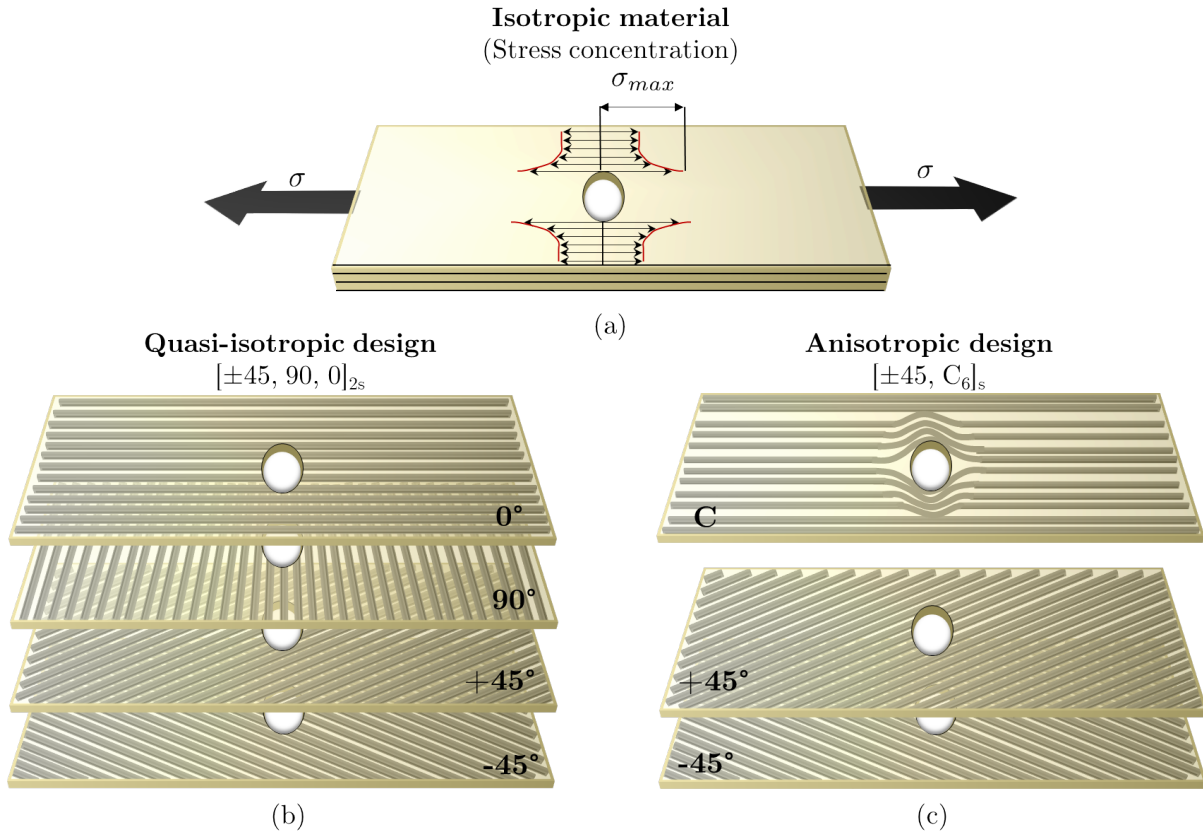 Isotropic material
(Stress concentration)
σmax
σ
σ
(a)
Quasi-isotropic design
[±45, 90, 0]2s
0°
90°
+45°
-45°
(b)
Anisotropic design
[±45, C6]s
C
+45°
-45°
(c)